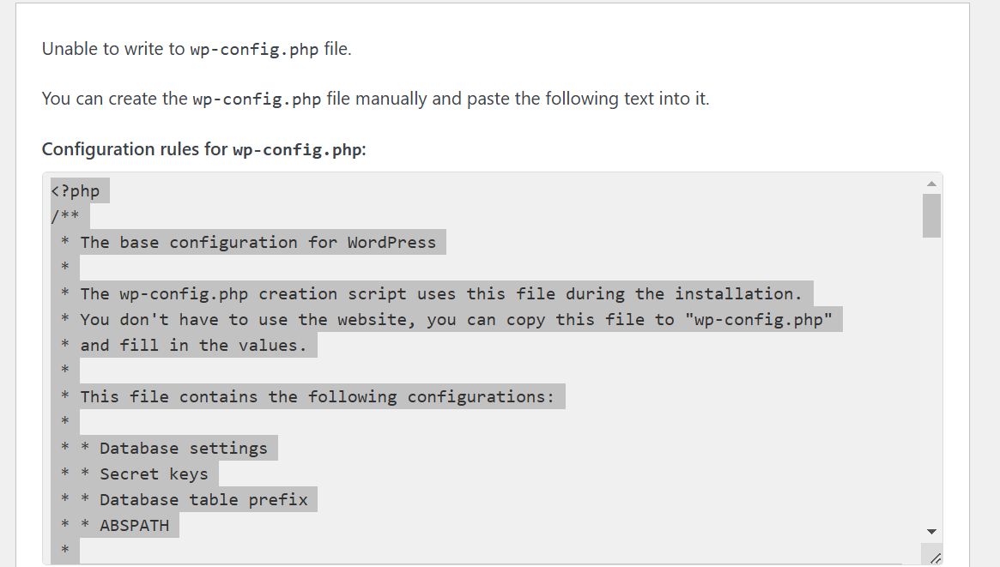 Unable to write to wp-config.php file.
You can create the wp-config.php file manually and paste the following text into it.
Configuration rules for wp-config.php:
<?php
/**
 * The base configuration for WordPress
 *
 * The wp-config.php creation script uses this file during the installation.
 * You don't have to use the website, you can copy this file to "wp-config.php"
 * and fill in the values.
 *
 * This file contains the following configurations:
 *
 * * Database settings
 * * Secret keys
 * * Database table prefix
 * * ABSPATH
 *